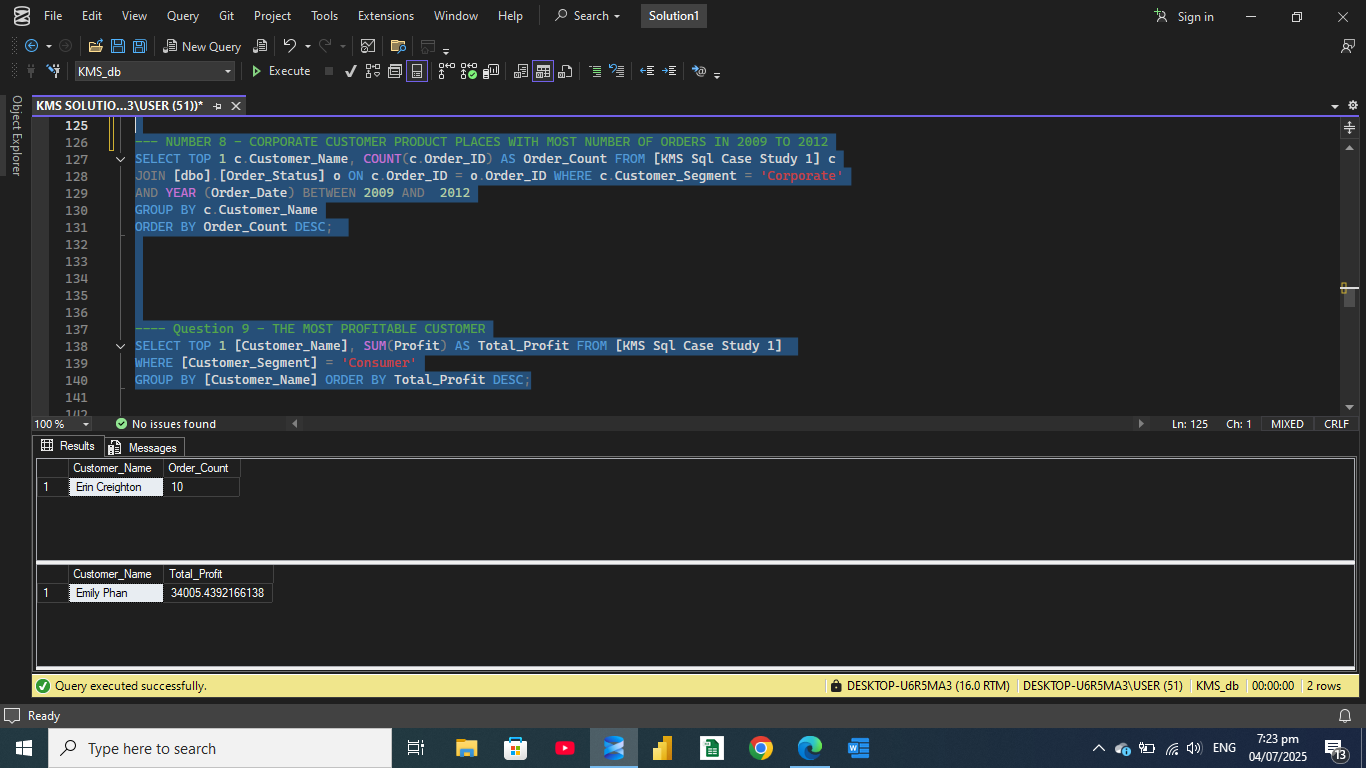 File Edit View Query Git Project Tools Extensions Window Help Search Solution1 Sign in
New Query
KMS_db Execute
Object Explorer
KMS SOLUTIO...3\USER (51))*
125
126 --- NUMBER 8 - CORPORATE CUSTOMER PRODUCT PLACES WITH MOST NUMBER OF ORDERS IN 2009 TO 2012
127 SELECT TOP 1 c.Customer_Name, COUNT(c.Order_ID) AS Order_Count FROM [KMS Sql Case Study 1] c
128 JOIN [dbo].[Order_Status] o ON c.Order_ID = o.Order_ID WHERE c.Customer_Segment = 'Corporate'
129 AND YEAR (Order_Date) BETWEEN 2009 AND  2012
130 GROUP BY c.Customer_Name
131 ORDER BY Order_Count DESC;
132
133
134
135
136
137 ---- Question 9 - THE MOST PROFITABLE CUSTOMER
138 SELECT TOP 1 [Customer_Name], SUM(Profit) AS Total_Profit FROM [KMS Sql Case Study 1]
139 WHERE [Customer_Segment] = 'Consumer'
140 GROUP BY [Customer_Name] ORDER BY Total_Profit DESC;
141
142
100 % No issues found Ln: 125 Ch: 1 MIXED CRLF
Results Messages
Customer_Name Order_Count
1 Erin Creighton 10
Customer_Name Total_Profit
1 Emily Phan 34005.4392166138
Query executed successfully. DESKTOP-U6R5MA3 (16.0 RTM) DESKTOP-U6R5MA3\USER (51) KMS_db 00:00:00 2 rows
Ready
Type here to search ENG 7:23 pm
04/07/2025 13